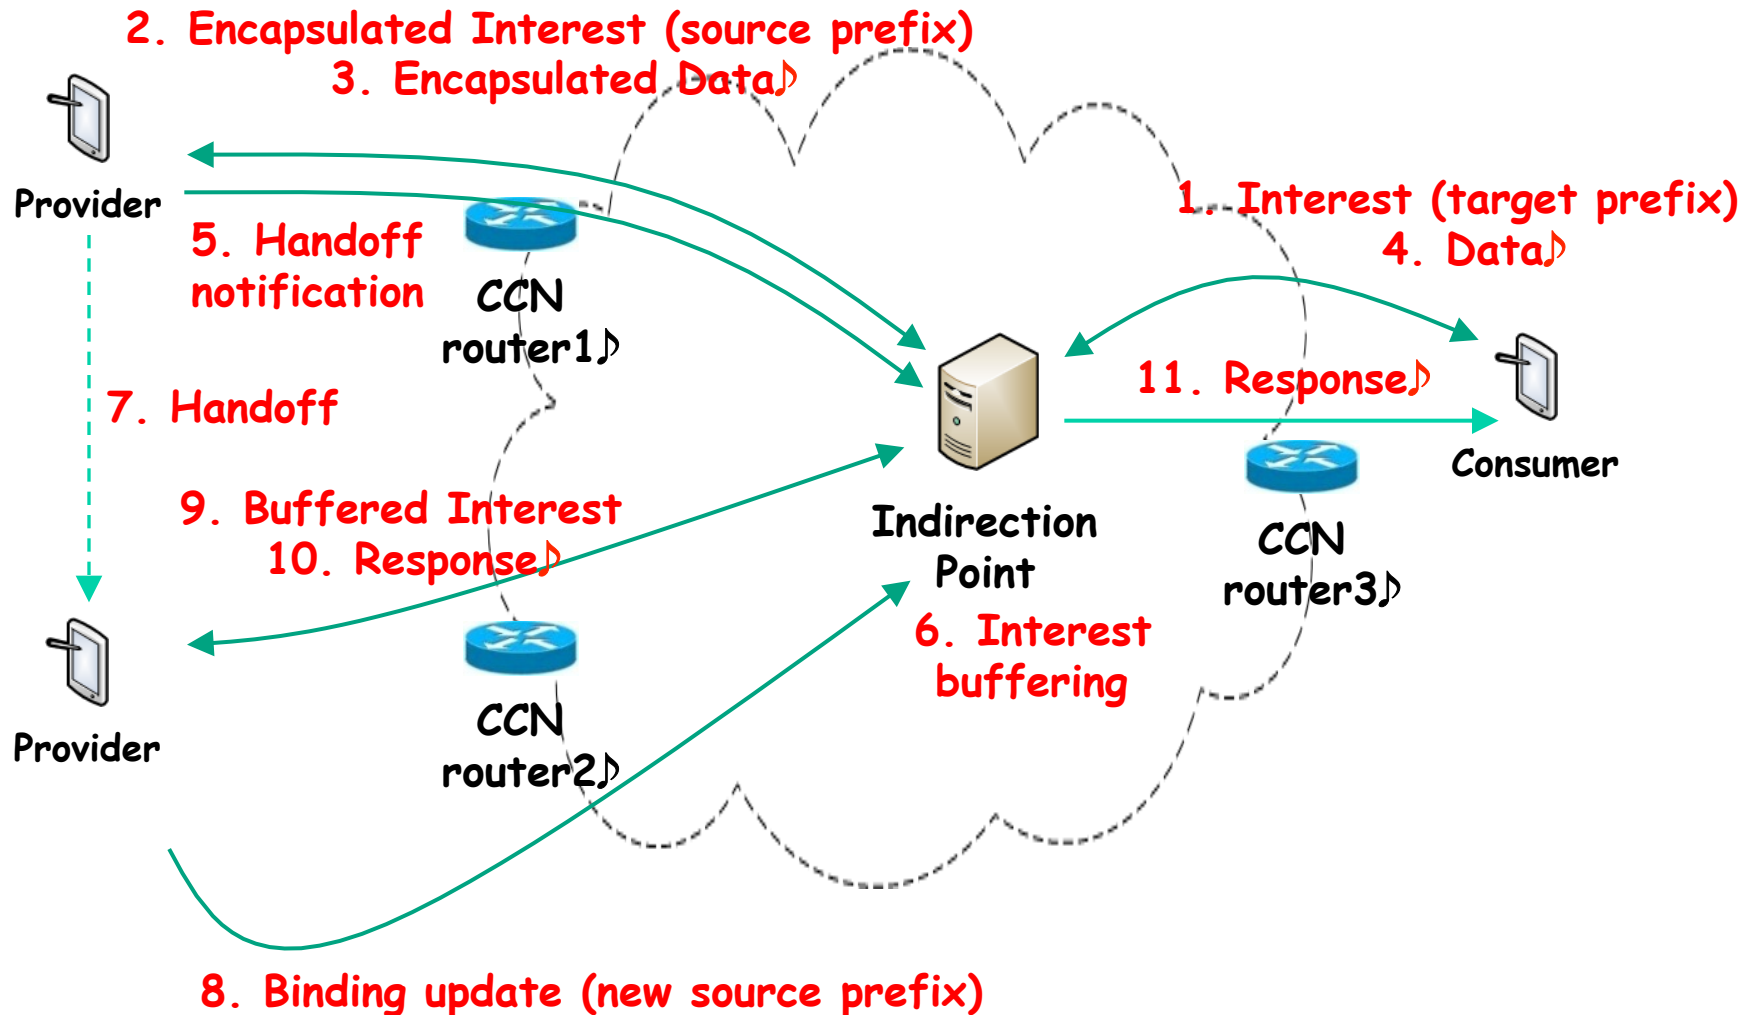 2. Encapsulated Interest (source prefix)
3. Encapsulated Data♪
Provider
1. Interest (target prefix)
4. Data♪
5. Handoff
notification
CCN
router1♪
7. Handoff
11. Response♪
Consumer
9. Buffered Interest
10. Response♪
Indirection
Point
CCN
router3♪
6. Interest
buffering
Provider
CCN
router2♪
8. Binding update (new source prefix)